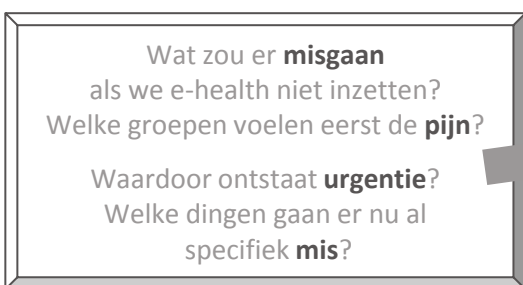 Wat zou er misgaan
als we e-health niet inzetten?
Welke groepen voelen eerst de pijn?
Waardoor ontstaat urgentie?
Welke dingen gaan er nu al
specifiek mis?